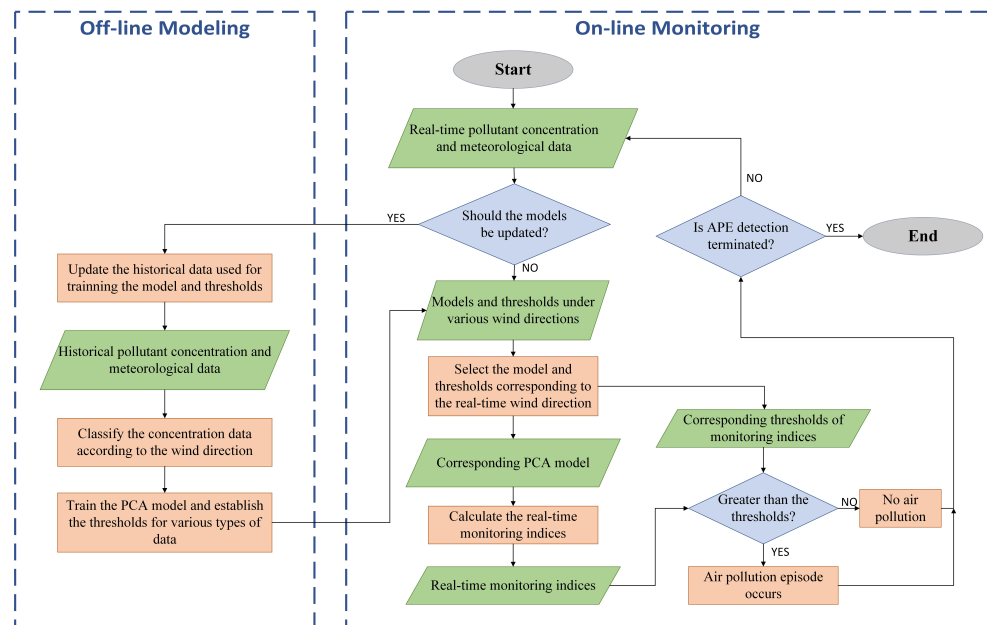 Off-line Modeling
On-line Monitoring
Start
Real-time pollutant concentration
and meteorological data
Should the models
be updated?
YES
NO
Update the historical data used for
trainning the model and thresholds
Historical pollutant concentration and
meteorological data
Classify the concentration data
according to the wind direction
Train the PCA model and establish
the thresholds for various types of
data
Models and thresholds under
various wind directions
Select the model and
thresholds corresponding to
the real-time wind direction
Corresponding PCA model
Calculate the real-time
monitoring indices
Real-time monitoring indices
Corresponding thresholds of
monitoring indices
Greater than the
thresholds?
NO
No air
pollution
YES
Air pollution episode
occurs
Is APE detection
terminated?
NO
YES
End